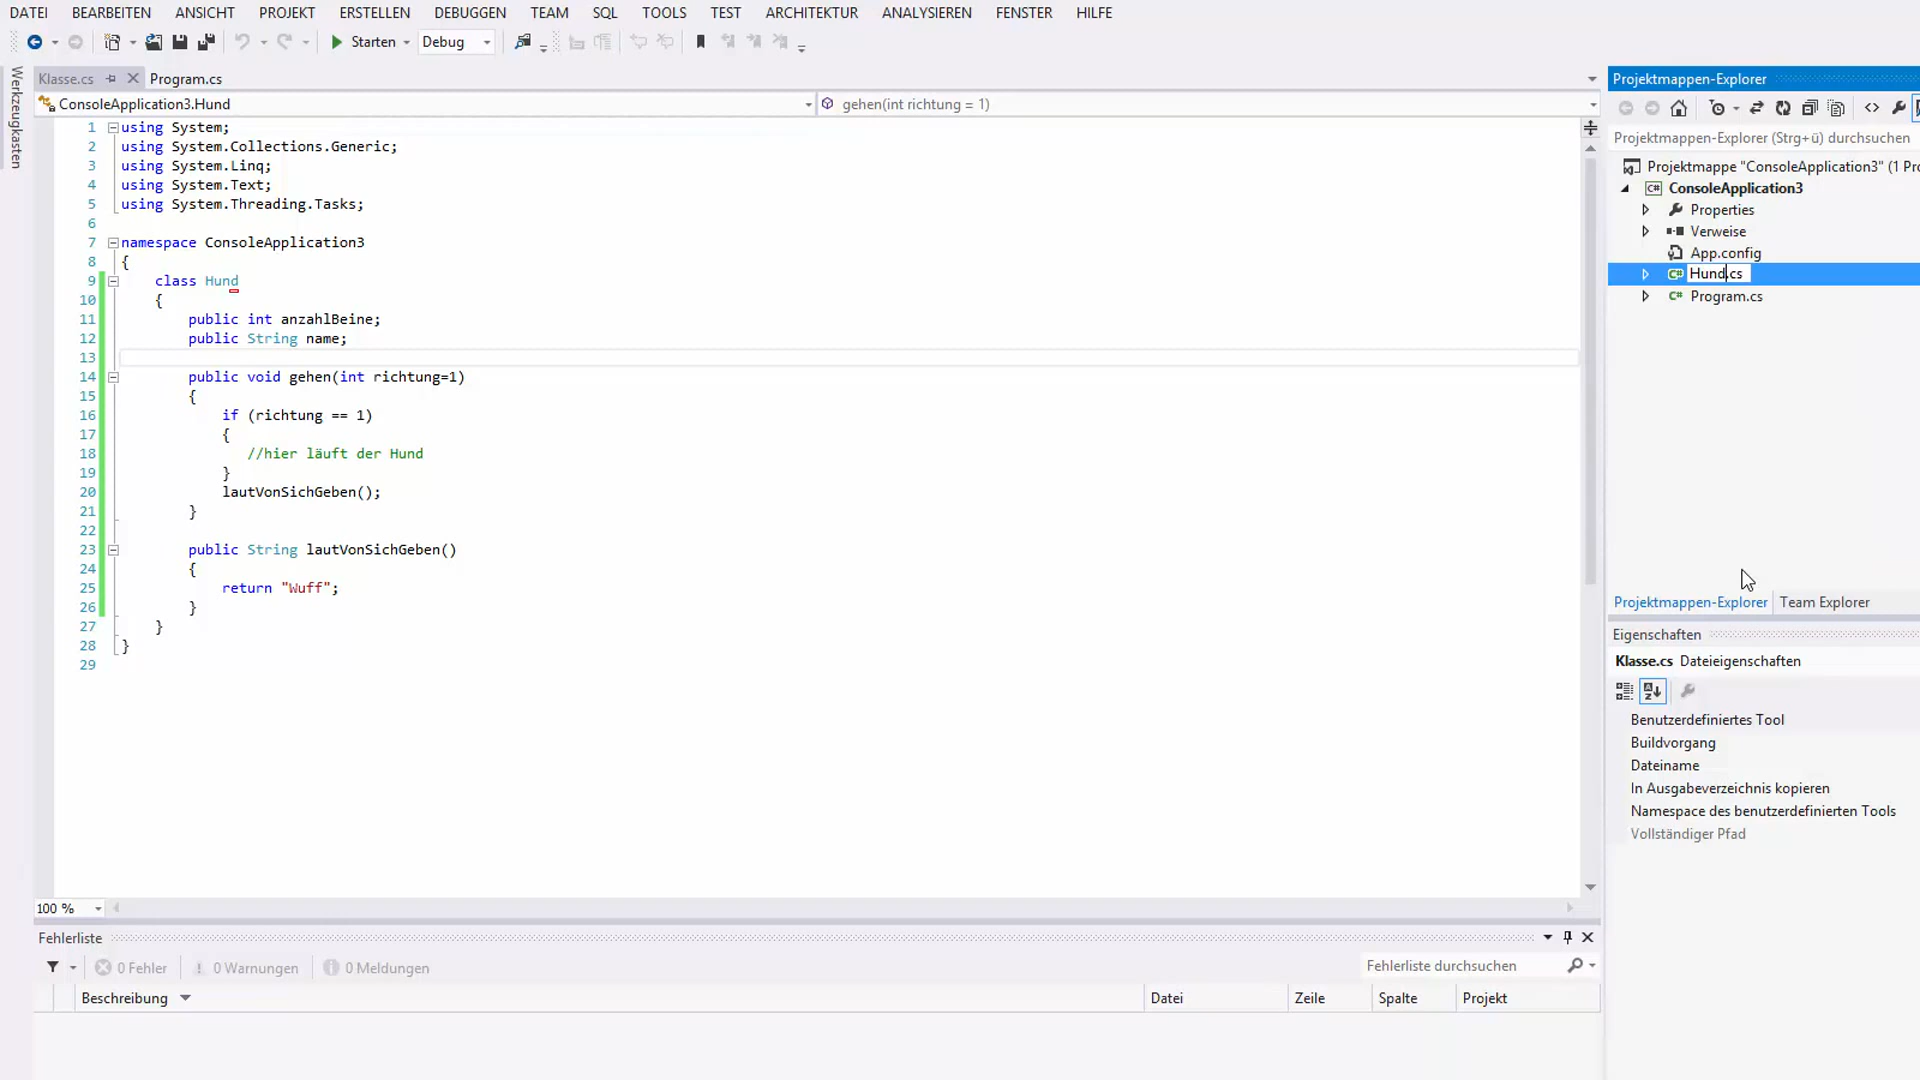 DATEI BEARBEITEN ANSICHT PROJEKT ERSTELLEN DEBUGGEN TEAM SQL TOOLS TEST ARCHITEKTUR ANALYSIEREN FENSTER HILFE
Starten Debug
Werkzeugkasten
Klasse.cs Program.cs
ConsoleApplication3.Hund gehen(int richtung = 1)
1 using System;
2 using System.Collections.Generic;
3 using System.Linq;
4 using System.Text;
5 using System.Threading.Tasks;
6
7 namespace ConsoleApplication3
8 {
9 class Hund
10 {
11 public int anzahlBeine;
12 public String name;
13
14 public void gehen(int richtung=1)
15 {
16 if (richtung == 1)
17 {
18 //hier läuft der Hund
19 }
20 lautVonSichGeben();
21 }
22
23 public String lautVonSichGeben()
24 {
25 return "Wuff";
26 }
27 }
28 }
29
100 %
Fehlerliste
0 Fehler 0 Warnungen 0 Meldungen Fehlerliste durchsuchen
Beschreibung Datei Zeile Spalte Projekt
Projektmappen-Explorer
Projektmappen-Explorer (Strg+ü) durchsuchen
Projektmappe "ConsoleApplication3" (1 Pro
C# ConsoleApplication3
Properties
Verweise
App.config
C# Hund.cs
C# Program.cs
Projektmappen-Explorer Team Explorer
Eigenschaften
Klasse.cs Dateieigenschaften
Benutzerdefiniertes Tool
Buildvorgang
Dateiname
In Ausgabeverzeichnis kopieren
Namespace des benutzerdefinierten Tools
Vollständiger Pfad